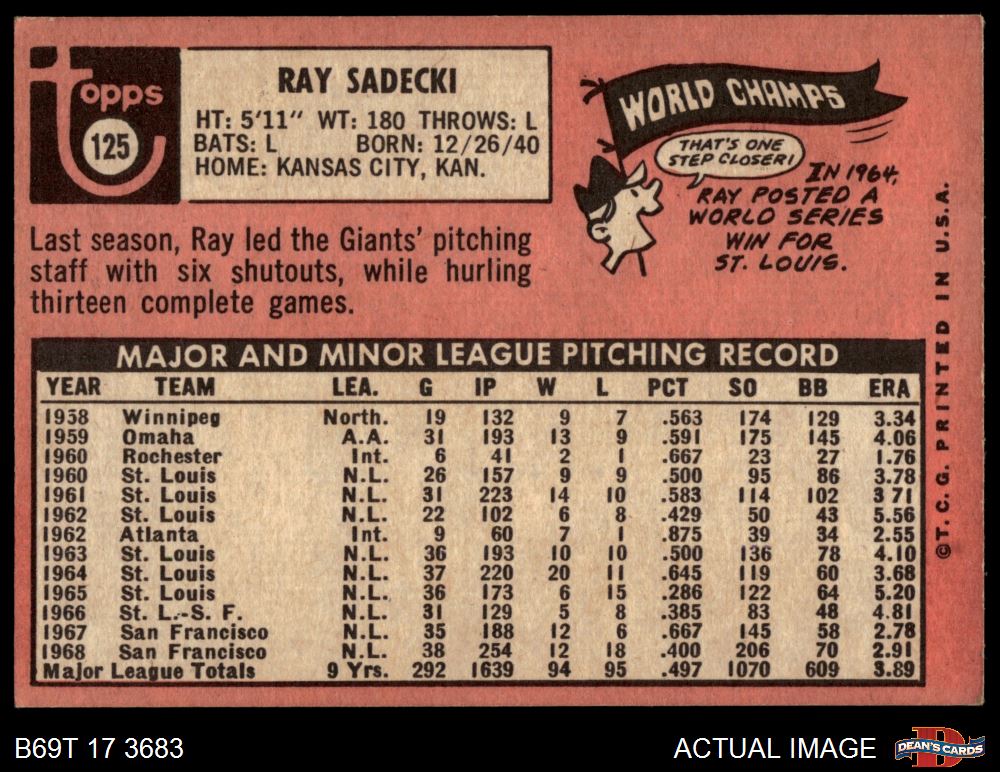 topps
125
RAY SADECKI
HT: 5'11" WT: 180 THROWS: L
BATS: L BORN: 12/26/40
HOME: KANSAS CITY, KAN.
WORLD CHAMPS
THAT'S ONE
STEP CLOSER!
IN 1964,
RAY POSTED A
WORLD SERIES
WIN FOR
ST. LOUIS.
Last season, Ray led the Giants' pitching
staff with six shutouts, while hurling
thirteen complete games.
MAJOR AND MINOR LEAGUE PITCHING RECORD
YEAR TEAM LEA. G IP W L PCT SO BB ERA
1958 Winnipeg North. 19 132 9 7 .563 174 129 3.34
1959 Omaha A.A. 31 193 13 9 .591 175 145 4.06
1960 Rochester Int. 6 41 2 1 .667 23 27 1.76
1960 St. Louis N.L. 26 157 9 9 .500 95 86 3.78
1961 St. Louis N.L. 31 223 14 10 .583 114 102 3 71
1962 St. Louis N.L. 22 102 6 8 .429 50 43 5.56
1962 Atlanta Int. 9 60 7 1 .875 39 34 2.55
1963 St. Louis N.L. 36 193 10 10 .500 136 78 4.10
1964 St. Louis N.L. 37 220 20 11 .645 119 60 3.68
1965 St. Louis N.L. 36 173 6 15 .286 122 64 5.20
1966 St. L.-S. F. N.L. 31 129 5 8 .385 83 48 4.81
1967 San Francisco N.L. 35 188 12 6 .667 145 58 2.78
1968 San Francisco N.L. 38 254 12 18 .400 206 70 2.91
Major League Totals 9 Yrs. 292 1639 94 95 .497 1070 609 3.89
©T. C. G. PRINTED IN U.S.A.
B69T 17 3683
ACTUAL IMAGE
D
DEAN'S CARDS